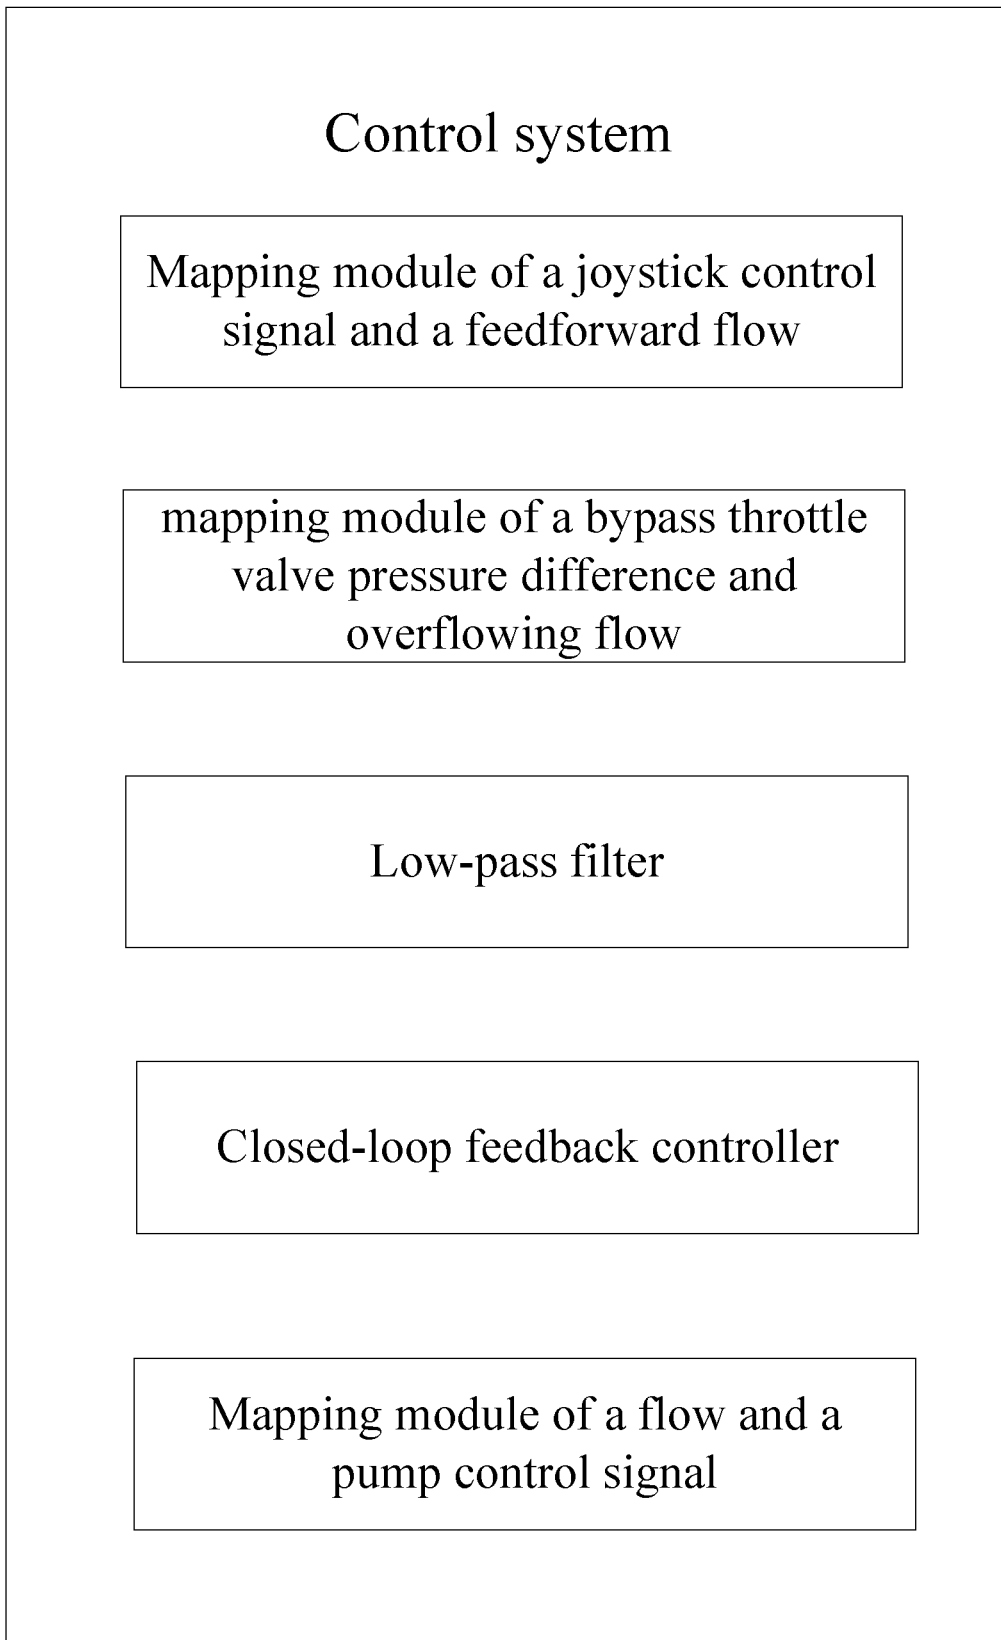 Control system
Mapping module of a joystick control
signal and a feedforward flow
mapping module of a bypass throttle
valve pressure difference and
overflowing flow
Low-pass filter
Closed-loop feedback controller
Mapping module of a flow and a
pump control signal